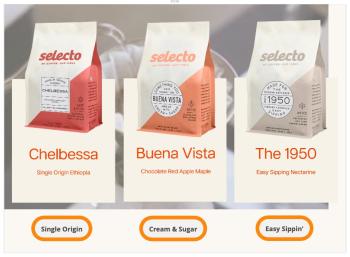 selecto
selecto
selecto
CHELBESSA
BUENA VISTA
1950
Chelbessa
Buena Vista
The 1950
Single Origin Ethiopia
Chocolate Red Apple Maple
Easy Sipping Nectarine
Single Origin
Cream & Sugar
Easy Sippin'